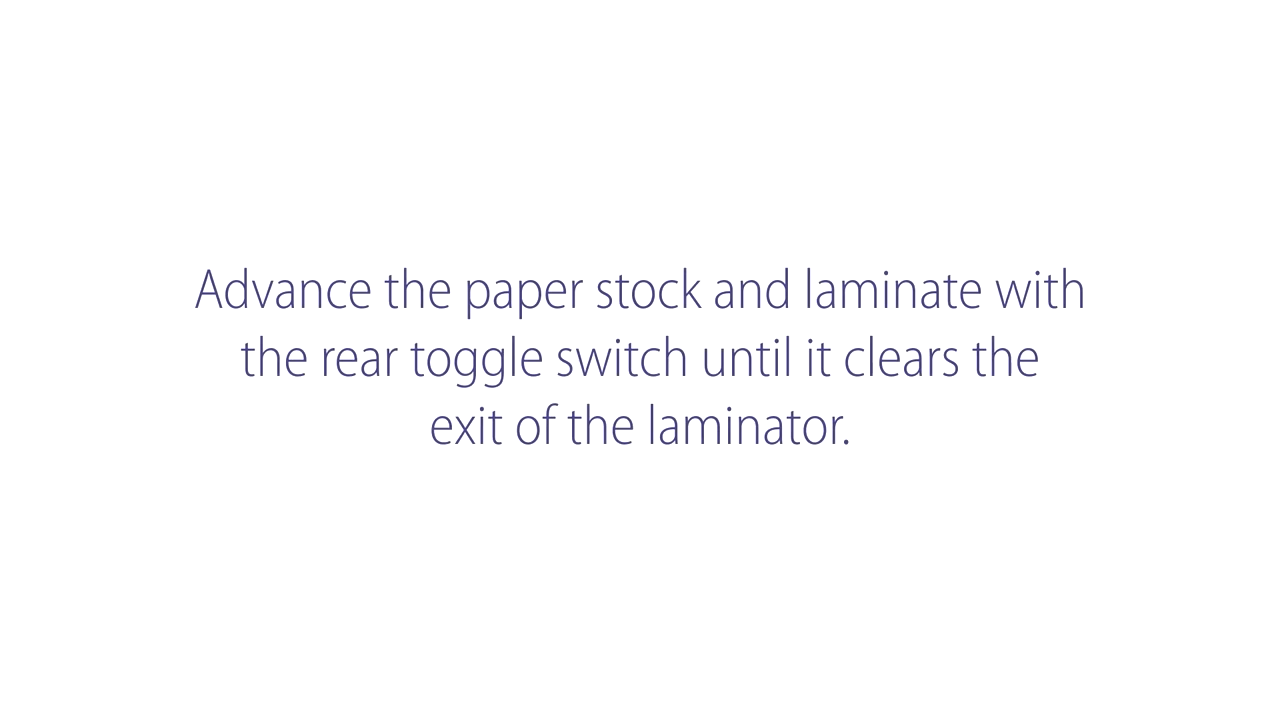 Advance the paper stock and laminate with
the rear toggle switch until it clears the
exit of the laminator.